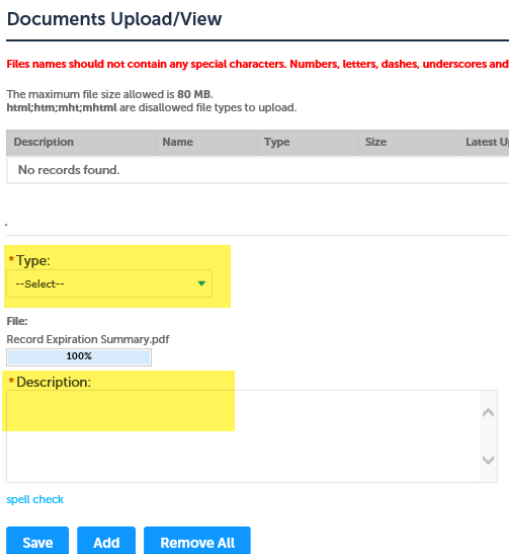 Documents Upload/View
Files names should not contain any special characters. Numbers, letters, dashes, underscores and
The maximum file size allowed is 80 MB.
html;htm;mht;mhtml are disallowed file types to upload.
Description Name Type Size Latest U
No records found.
.
*Type:
--Select--
File:
Record Expiration Summary.pdf
100%
*Description:
spell check
Save Add Remove All